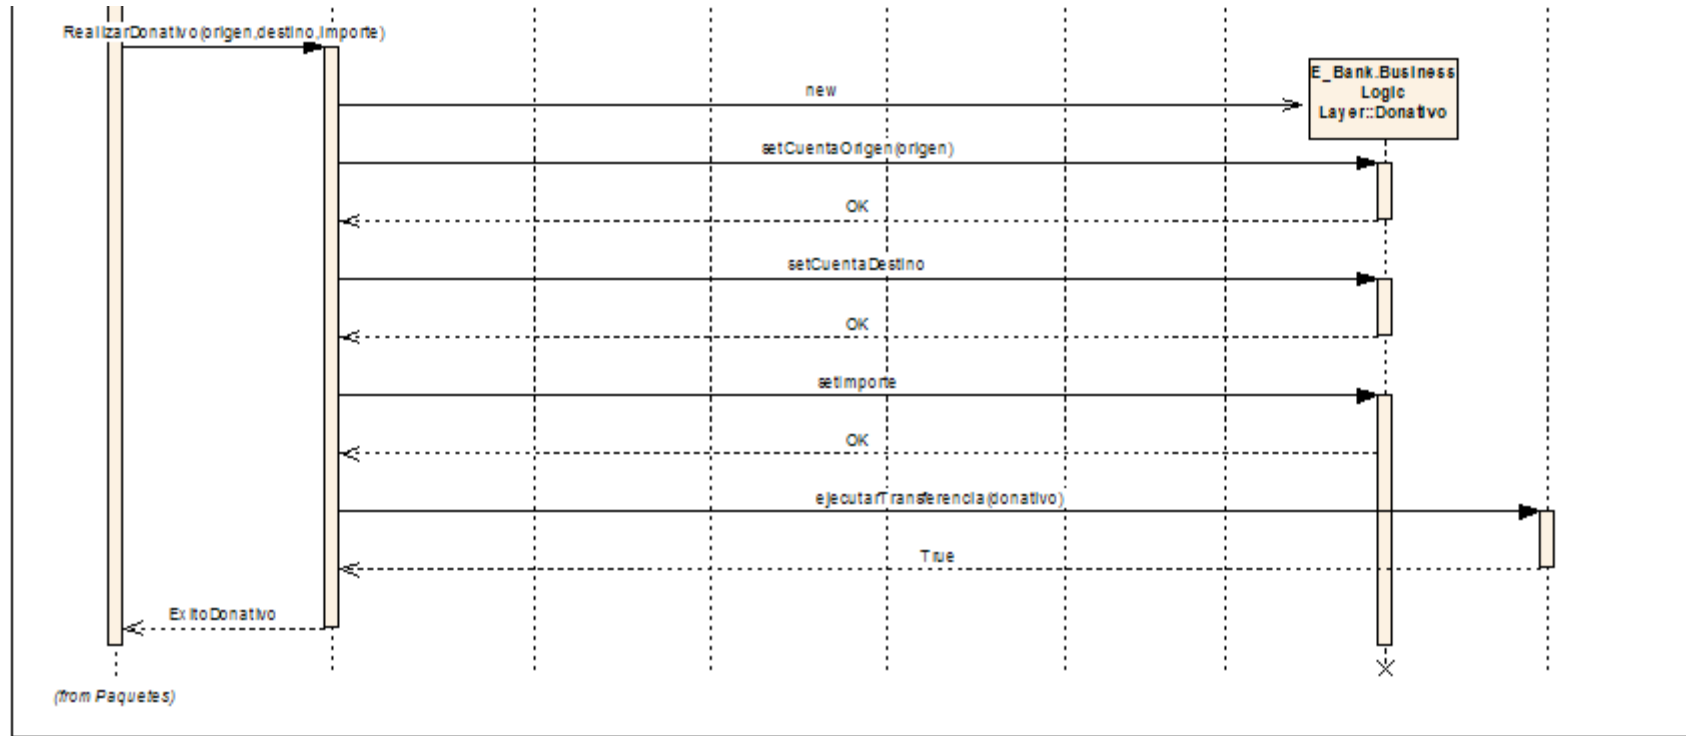 RealizarDonativo(origen,destino,importe)
E_Bank.Business
Logic
Layer::Donativo
new
setCuentaOrigen(origen)
OK
setCuentaDestino
OK
setImporte
OK
ejecutarTransferencia(donativo)
True
ExitoDonativo
(from Paquetes)